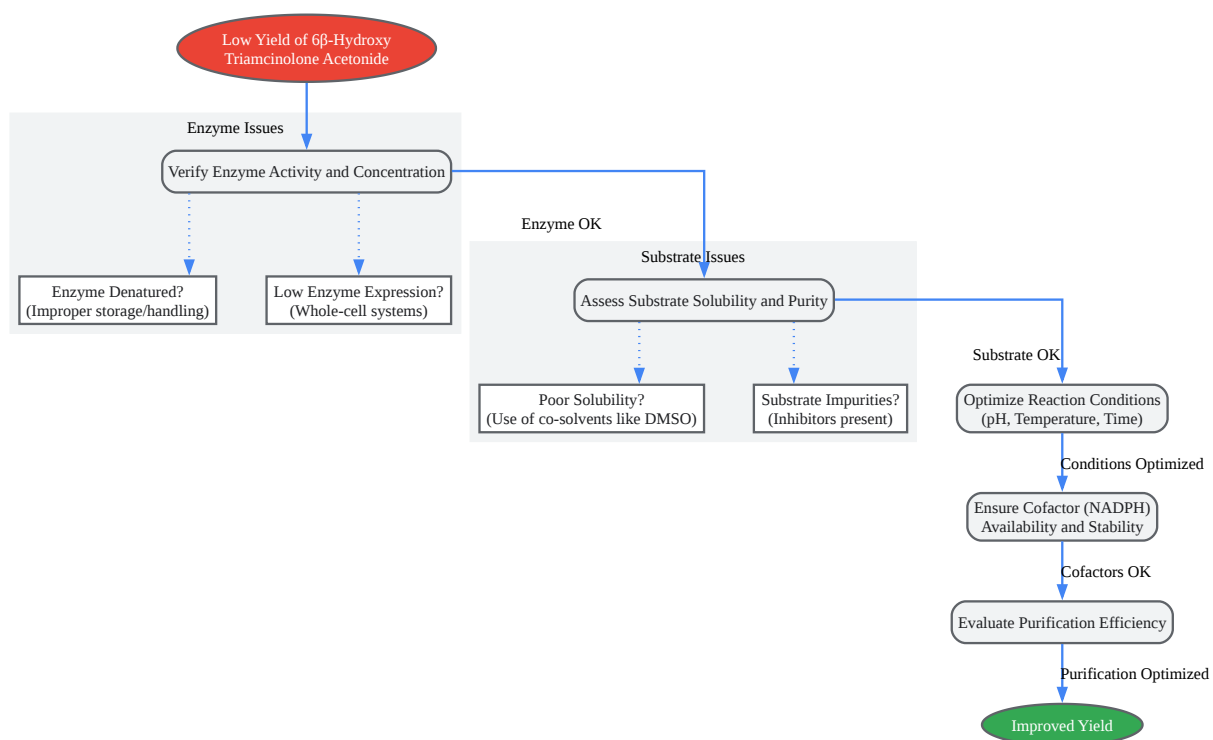 Low Yield of 6β-Hydroxy
Triamcinolone Acetonide
Enzyme Issues
Verify Enzyme Activity and Concentration
Enzyme OK
Enzyme Denatured?
(Improper storage/handling)
Low Enzyme Expression?
(Whole-cell systems)
Substrate Issues
Assess Substrate Solubility and Purity
Substrate OK
Poor Solubility?
(Use of co-solvents like DMSO)
Substrate Impurities?
(Inhibitors present)
Optimize Reaction Conditions
(pH, Temperature, Time)
Conditions Optimized
Ensure Cofactor (NADPH)
Availability and Stability
Cofactors OK
Evaluate Purification Efficiency
Purification Optimized
Improved Yield